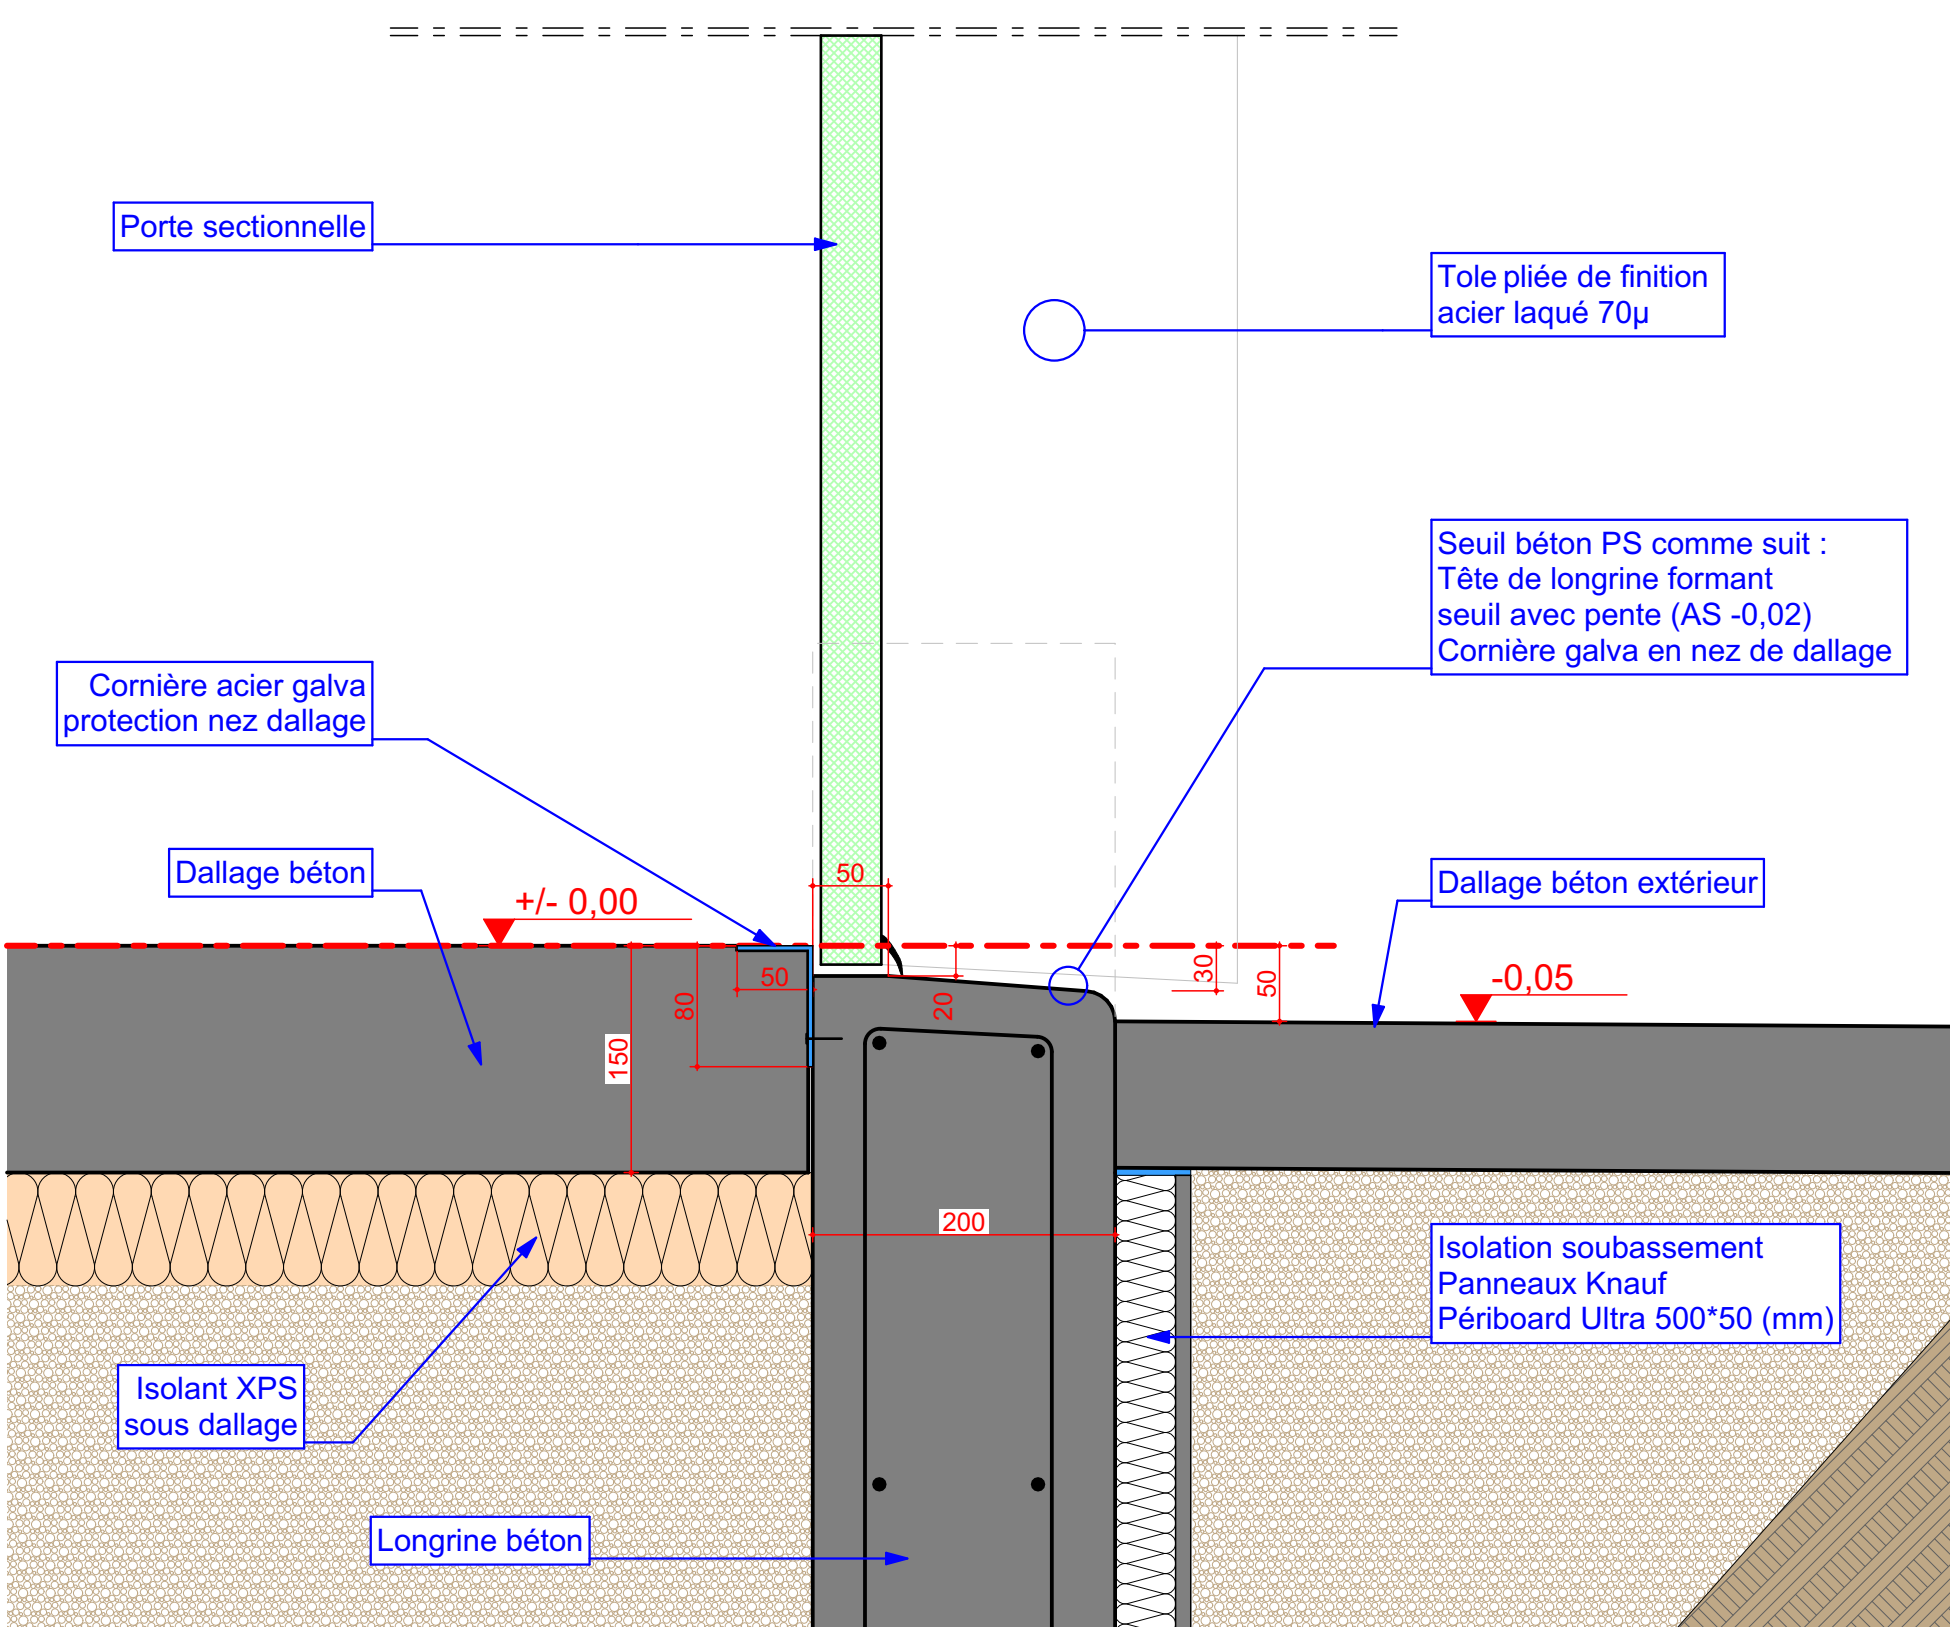 Porte sectionnelle
Tole pliée de finition
acier laqué 70µ
Seuil béton PS comme suit :
Tête de longrine formant
seuil avec pente (AS -0,02)
Cornière galva en nez de dallage
Cornière acier galva
protection nez dallage
Dallage béton
+/- 0,00
50
Dallage béton extérieur
-0,05
50
80
150
20
30
50
200
Isolation soubassement
Panneaux Knauf
Périboard Ultra 500*50 (mm)
Isolant XPS
sous dallage
Longrine béton